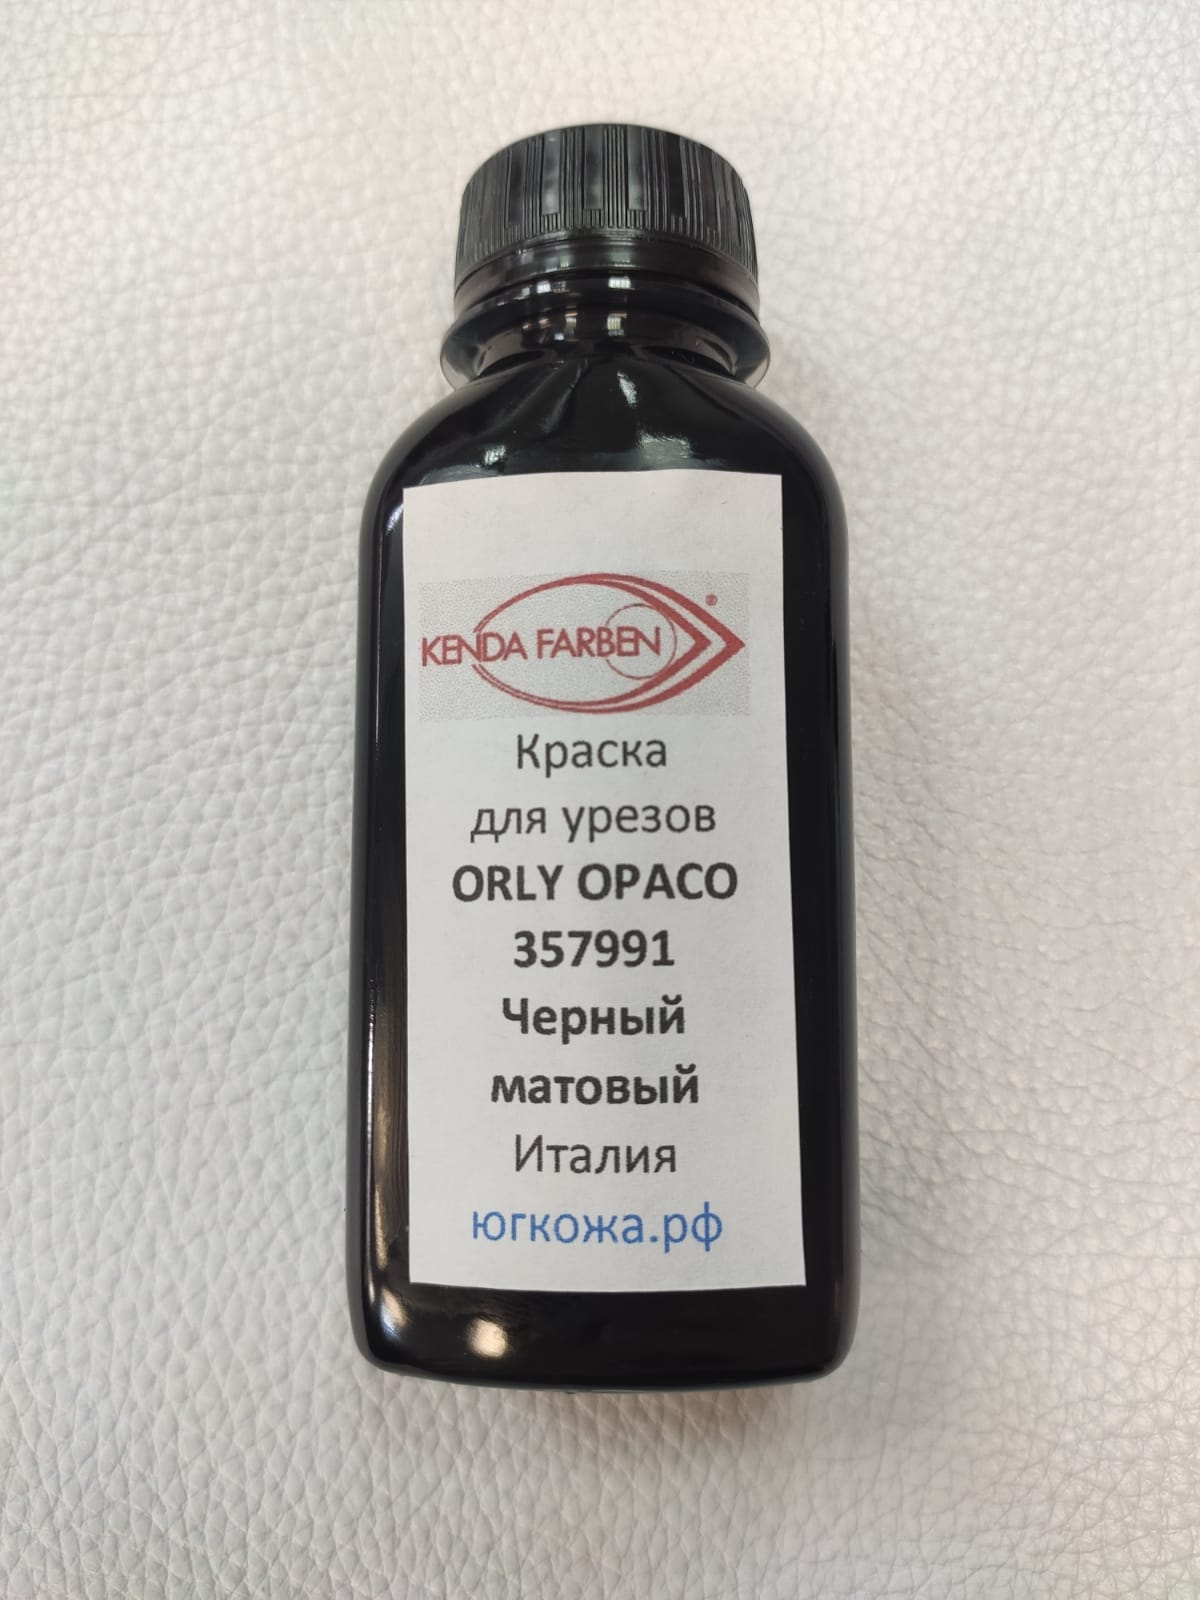 KENDA FARBEN
®
Краска
для урезов
ORLY OPACO
357991
Черный
матовый
Италия
югкожа.рф